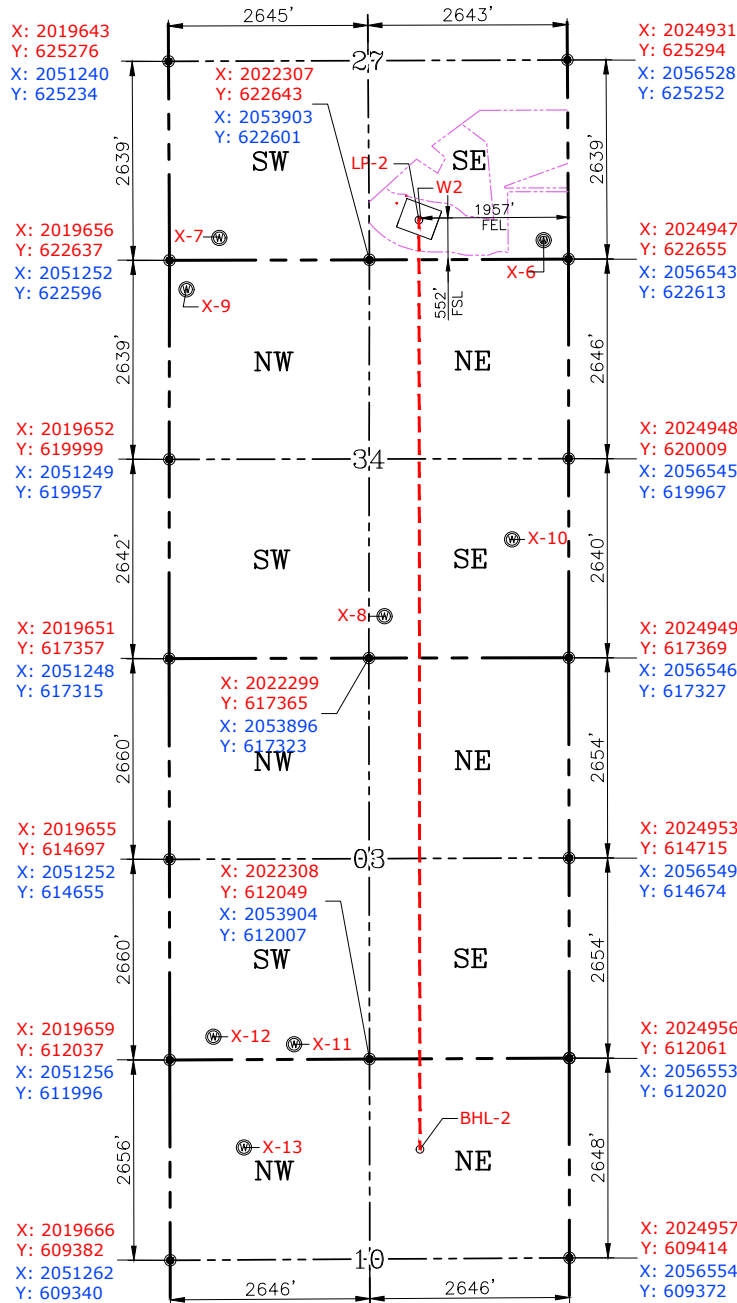 2645'
2643'
X: 2019643
Y: 625276
X: 2051240
Y: 625234
27
X: 2022307
Y: 622643
X: 2053903
Y: 622601
X: 2024931
Y: 625294
X: 2056528
Y: 625252
2639'
SW
LP-2
SE
W2
2639'
1957'
FEL
X: 2019656
Y: 622637
X: 2051252
Y: 622596
X-7
X-6
X: 2024947
Y: 622655
X: 2056543
Y: 622613
X-9
552'
FSL
2639'
NW
NE
2646'
X: 2019652
Y: 619999
X: 2051249
Y: 619957
34
X: 2024948
Y: 620009
X: 2056545
Y: 619967
2642'
SW
SE
X-10
2640'
X-8
X: 2019651
Y: 617357
X: 2051248
Y: 617315
X: 2022299
Y: 617365
X: 2053896
Y: 617323
X: 2024949
Y: 617369
X: 2056546
Y: 617327
2660'
NW
NE
2654'
X: 2019655
Y: 614697
X: 2051252
Y: 614655
03
X: 2022308
Y: 612049
X: 2053904
Y: 612007
X: 2024953
Y: 614715
X: 2056549
Y: 614674
2660'
SW
SE
2654'
X-12
X-11
X: 2019659
Y: 612037
X: 2051256
Y: 611996
X: 2024956
Y: 612061
X: 2056553
Y: 612020
BHL-2
2656'
X-13
NW
NE
2648'
X: 2019666
Y: 609382
X: 2051262
Y: 609340
10
X: 2024957
Y: 609414
X: 2056554
Y: 609372
2646'
2646'